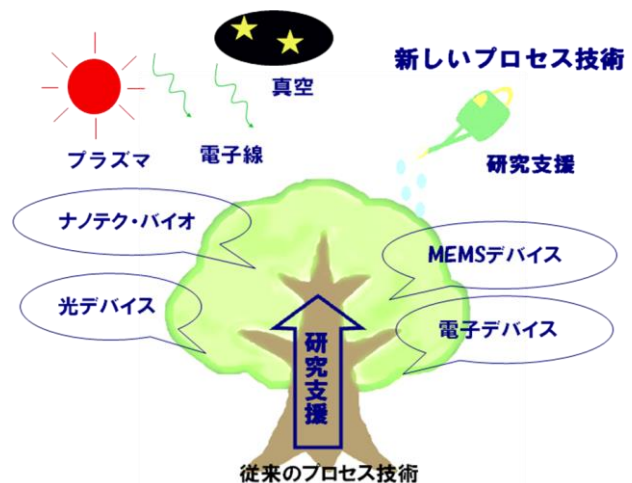 真空
新しいプロセス技術
プラズマ
電子線
研究支援
ナノテク・バイオ
MEMSデバイス
光デバイス
電子デバイス
研究支援
従来のプロセス技術